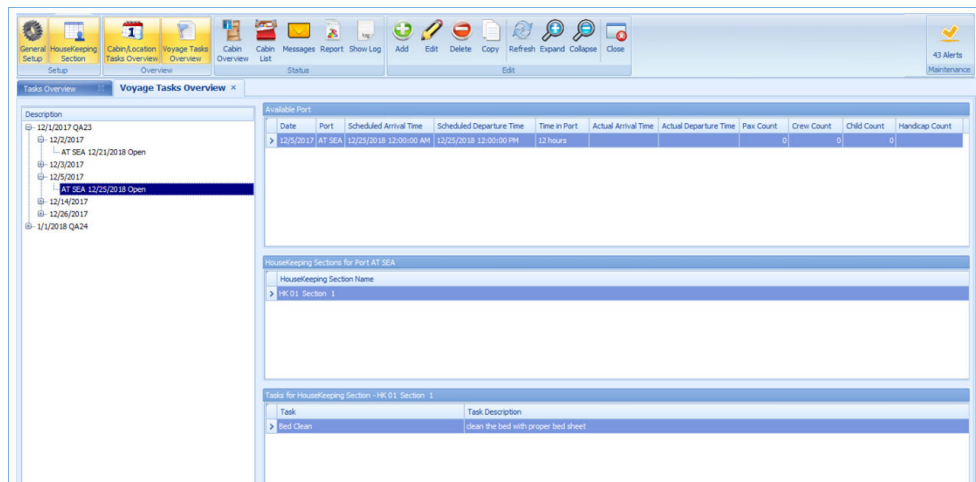 General Setup HouseKeeping Section Cabin/Location Tasks Overview Voyage Tasks Overview Cabin Overview Cabin List Messages Report Show Log Add Edit Delete Copy Refresh Expand Collapse Close 43 Alerts
Setup Overview Status Edit Maintenance
Tasks Overview Voyage Tasks Overview ×
Description
12/1/2017 QA23
12/2/2017
AT SEA 12/21/2018 Open
12/3/2017
12/5/2017
AT SEA 12/25/2018 Open
12/14/2017
12/26/2017
1/1/2018 QA24
Available Port
Date Port Scheduled Arrival Time Scheduled Departure Time Time in Port Actual Arrival Time Actual Departure Time Pax Count Crew Count Child Count Handicap Count
12/5/2017 AT SEA 12/25/2018 12:00:00 AM 12/25/2018 12:00:00 PM 12 hours 0 0 0
HouseKeeping Sections for Port AT SEA
HouseKeeping Section Name
HK 01 Section 1
Tasks for HouseKeeping Section - HK 01 Section 1
Task Task Description
Bed Clean clean the bed with proper bed sheet